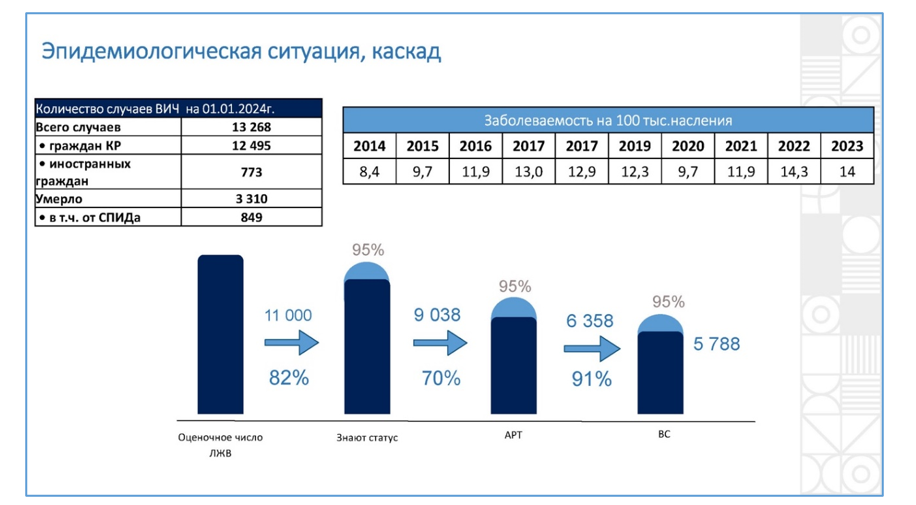 Эпидемиологическая ситуация, каскад
Количество случаев ВИЧ на 01.01.2024г.
Всего случаев 13 268
• граждан КР 12 495
• иностранных
граждан 773
Умерло 3 310
• в т.ч. от СПИДа 849
Заболеваемость на 100 тыс.насления
2014 2015 2016 2017 2017 2019 2020 2021 2022 2023
8,4 9,7 11,9 13,0 12,9 12,3 9,7 11,9 14,3 14
95%
95%
95%
11 000
9 038
6 358
5 788
82%
70%
91%
Оценочное число
ЛЖВ
Знают статус
АРТ
ВС